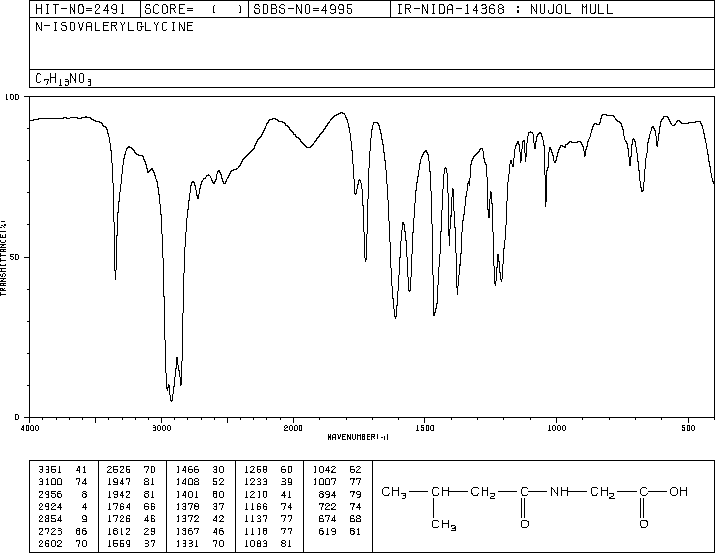 HIT-NO=2491 SCORE= ( ) SDBS-NO=4995 IR-NIDA-14368 : NUJOL MULL
N-ISOVALERYLGLYCINE
C7H13NO3
100
50
0
TRANSMITTANCE(%)
4000 3000 2000 1500 1000 500
WAVENUMBER(-1)
3351 41 2526 70 1466 30 1258 60 1042 62
3100 74 1947 81 1408 52 1233 39 1007 77
2956 8 1942 81 1401 80 1210 41 894 79
2924 4 1764 66 1378 37 1166 74 722 74
2854 9 1726 46 1372 42 1137 77 674 68
2723 66 1612 29 1367 46 1118 77 619 81
2602 70 1559 37 1331 70 1083 81
CH3 CH CH2 C NH CH2 C OH
CH3 O O